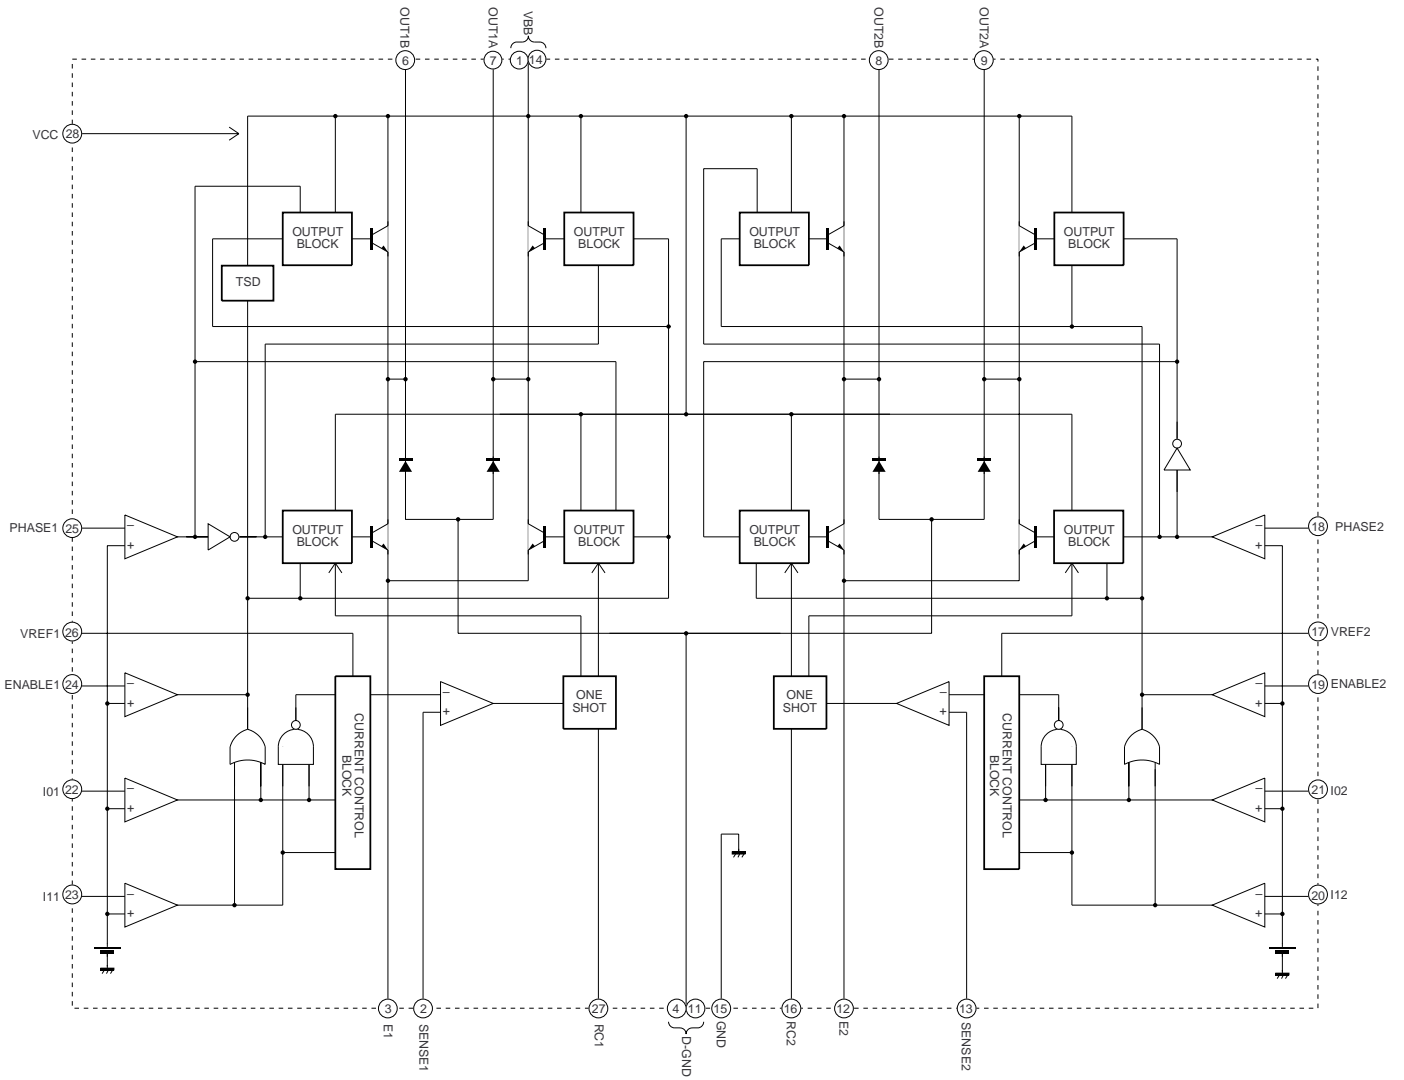 OUT1B
OUT1A
VBB
OUT2B
OUT2A
6
7
1
14
8
9
VCC
28
OUTPUT
BLOCK
OUTPUT
BLOCK
OUTPUT
BLOCK
OUTPUT
BLOCK
TSD
PHASE1
25
−
+
OUTPUT
BLOCK
OUTPUT
BLOCK
OUTPUT
BLOCK
OUTPUT
BLOCK
−
+
18
PHASE2
VREF1
26
17
VREF2
ENABLE1
24
−
+
CURRENT CONTROL
BLOCK
−
+
ONE
SHOT
ONE
SHOT
−
+
CURRENT CONTROL
BLOCK
−
+
19
ENABLE2
I01
22
−
+
−
+
21
I02
I11
23
−
+
−
+
20
I12
3
2
27
4
11
15
16
12
13
E1
SENSE1
RC1
D-GND
GND
RC2
E2
SENSE2